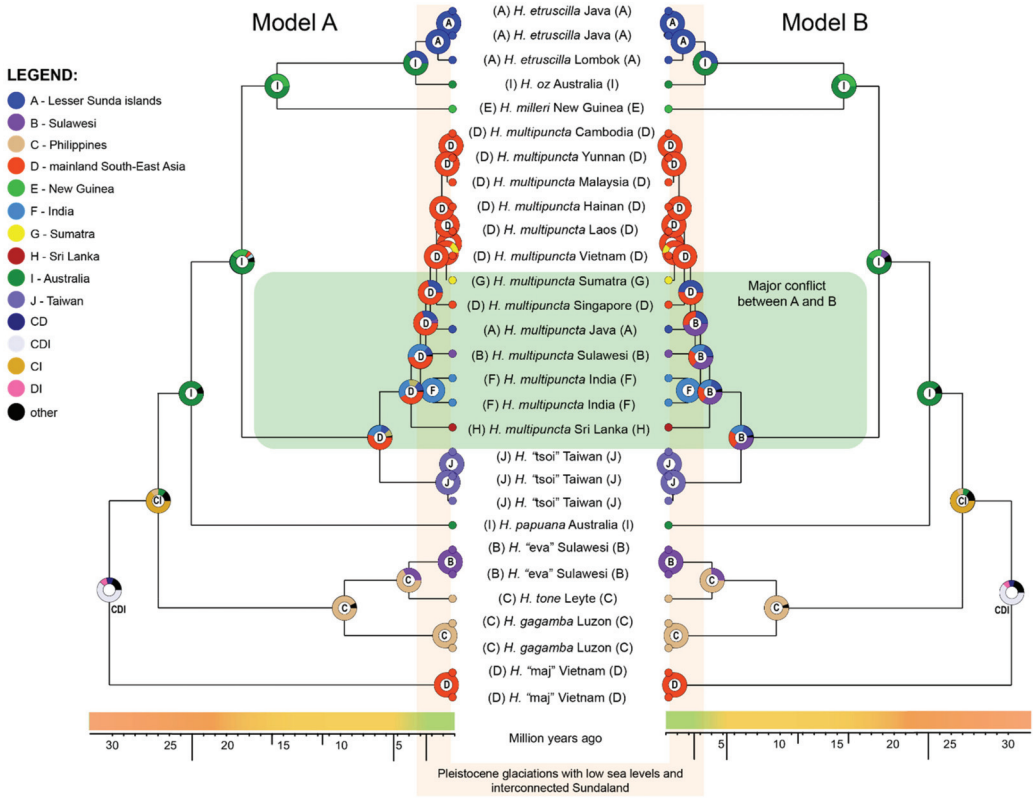 Model A
Model B
LEGEND:
A - Lesser Sunda islands
B - Sulawesi
C - Philippines
D - mainland South-East Asia
E - New Guinea
F - India
G - Sumatra
H - Sri Lanka
I - Australia
J - Taiwan
CD
CDI
CI
DI
other
(A) H. etruscilla Java (A)
(A) H. etruscilla Java (A)
(A) H. etruscilla Lombok (A)
(I) H. oz Australia (I)
(E) H. milleri New Guinea (E)
(D) H. multipuncta Cambodia (D)
(D) H. multipuncta Yunnan (D)
(D) H. multipuncta Malaysia (D)
(D) H. multipuncta Hainan (D)
(D) H. multipuncta Laos (D)
(D) H. multipuncta Vietnam (D)
(G) H. multipuncta Sumatra (G)
(D) H. multipuncta Singapore (D)
(A) H. multipuncta Java (A)
(B) H. multipuncta Sulawesi (B)
(F) H. multipuncta India (F)
(F) H. multipuncta India (F)
(H) H. multipuncta Sri Lanka (H)
(J) H. “tsoi” Taiwan (J)
(J) H. “tsoi” Taiwan (J)
(J) H. “tsoi” Taiwan (J)
(I) H. papuana Australia (I)
(B) H. “eva” Sulawesi (B)
(B) H. “eva” Sulawesi (B)
(C) H. tone Leyte (C)
(C) H. gagamba Luzon (C)
(C) H. gagamba Luzon (C)
(D) H. “maj” Vietnam (D)
(D) H. “maj” Vietnam (D)
Major conflict
between A and B
A
A
I
I
D
D
D
D
D
I
D
D
D
D
F
I
D
J
J
CI
B
C
CDI
C
C
D
A
A
I
I
D
D
D
D
D
I
D
B
B
B
F
I
B
J
J
CI
B
C
CDI
C
C
D
30 25 20 15 10 5
Million years ago
5 10 15 20 25 30
Pleistocene glaciations with low sea levels and
interconnected Sundaland